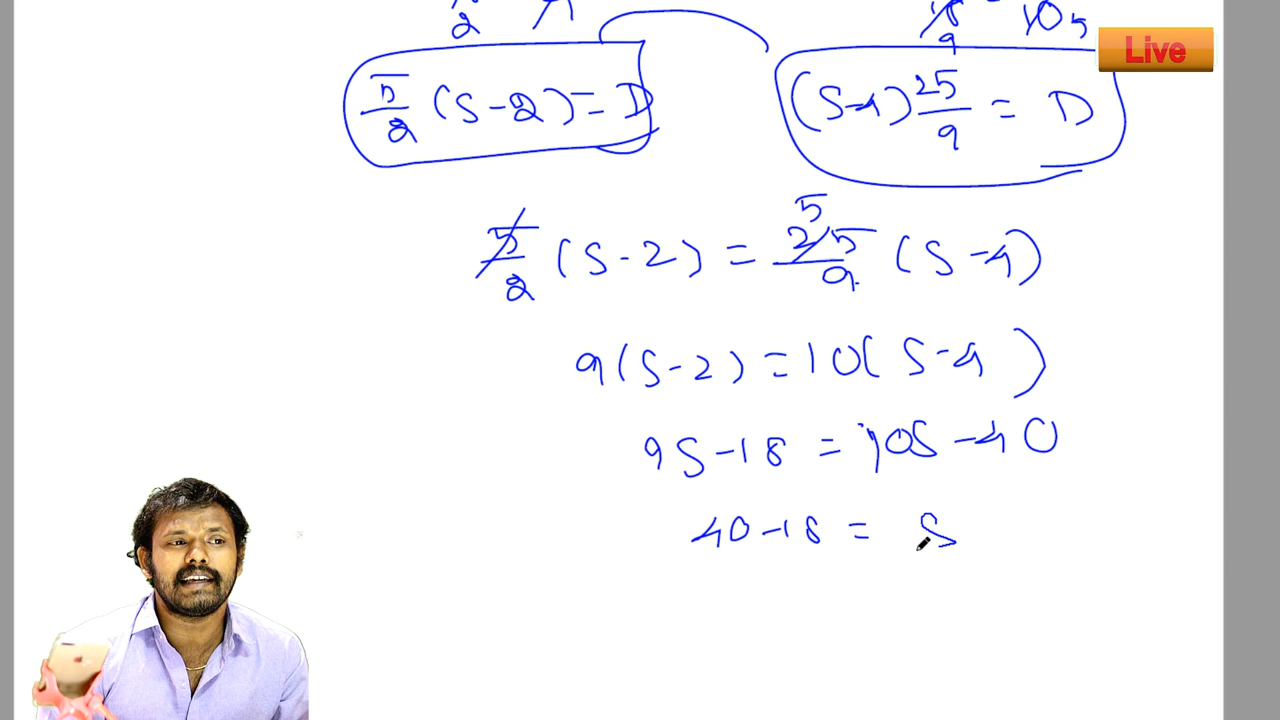 Live
5/2 (S-2) = D
(S-4) 25/9 = D
5/2 (S-2) = 25/9 (S-4)
5
9(S-2) = 10(S-4)
9S-18 = 10S-40
40-18 = S